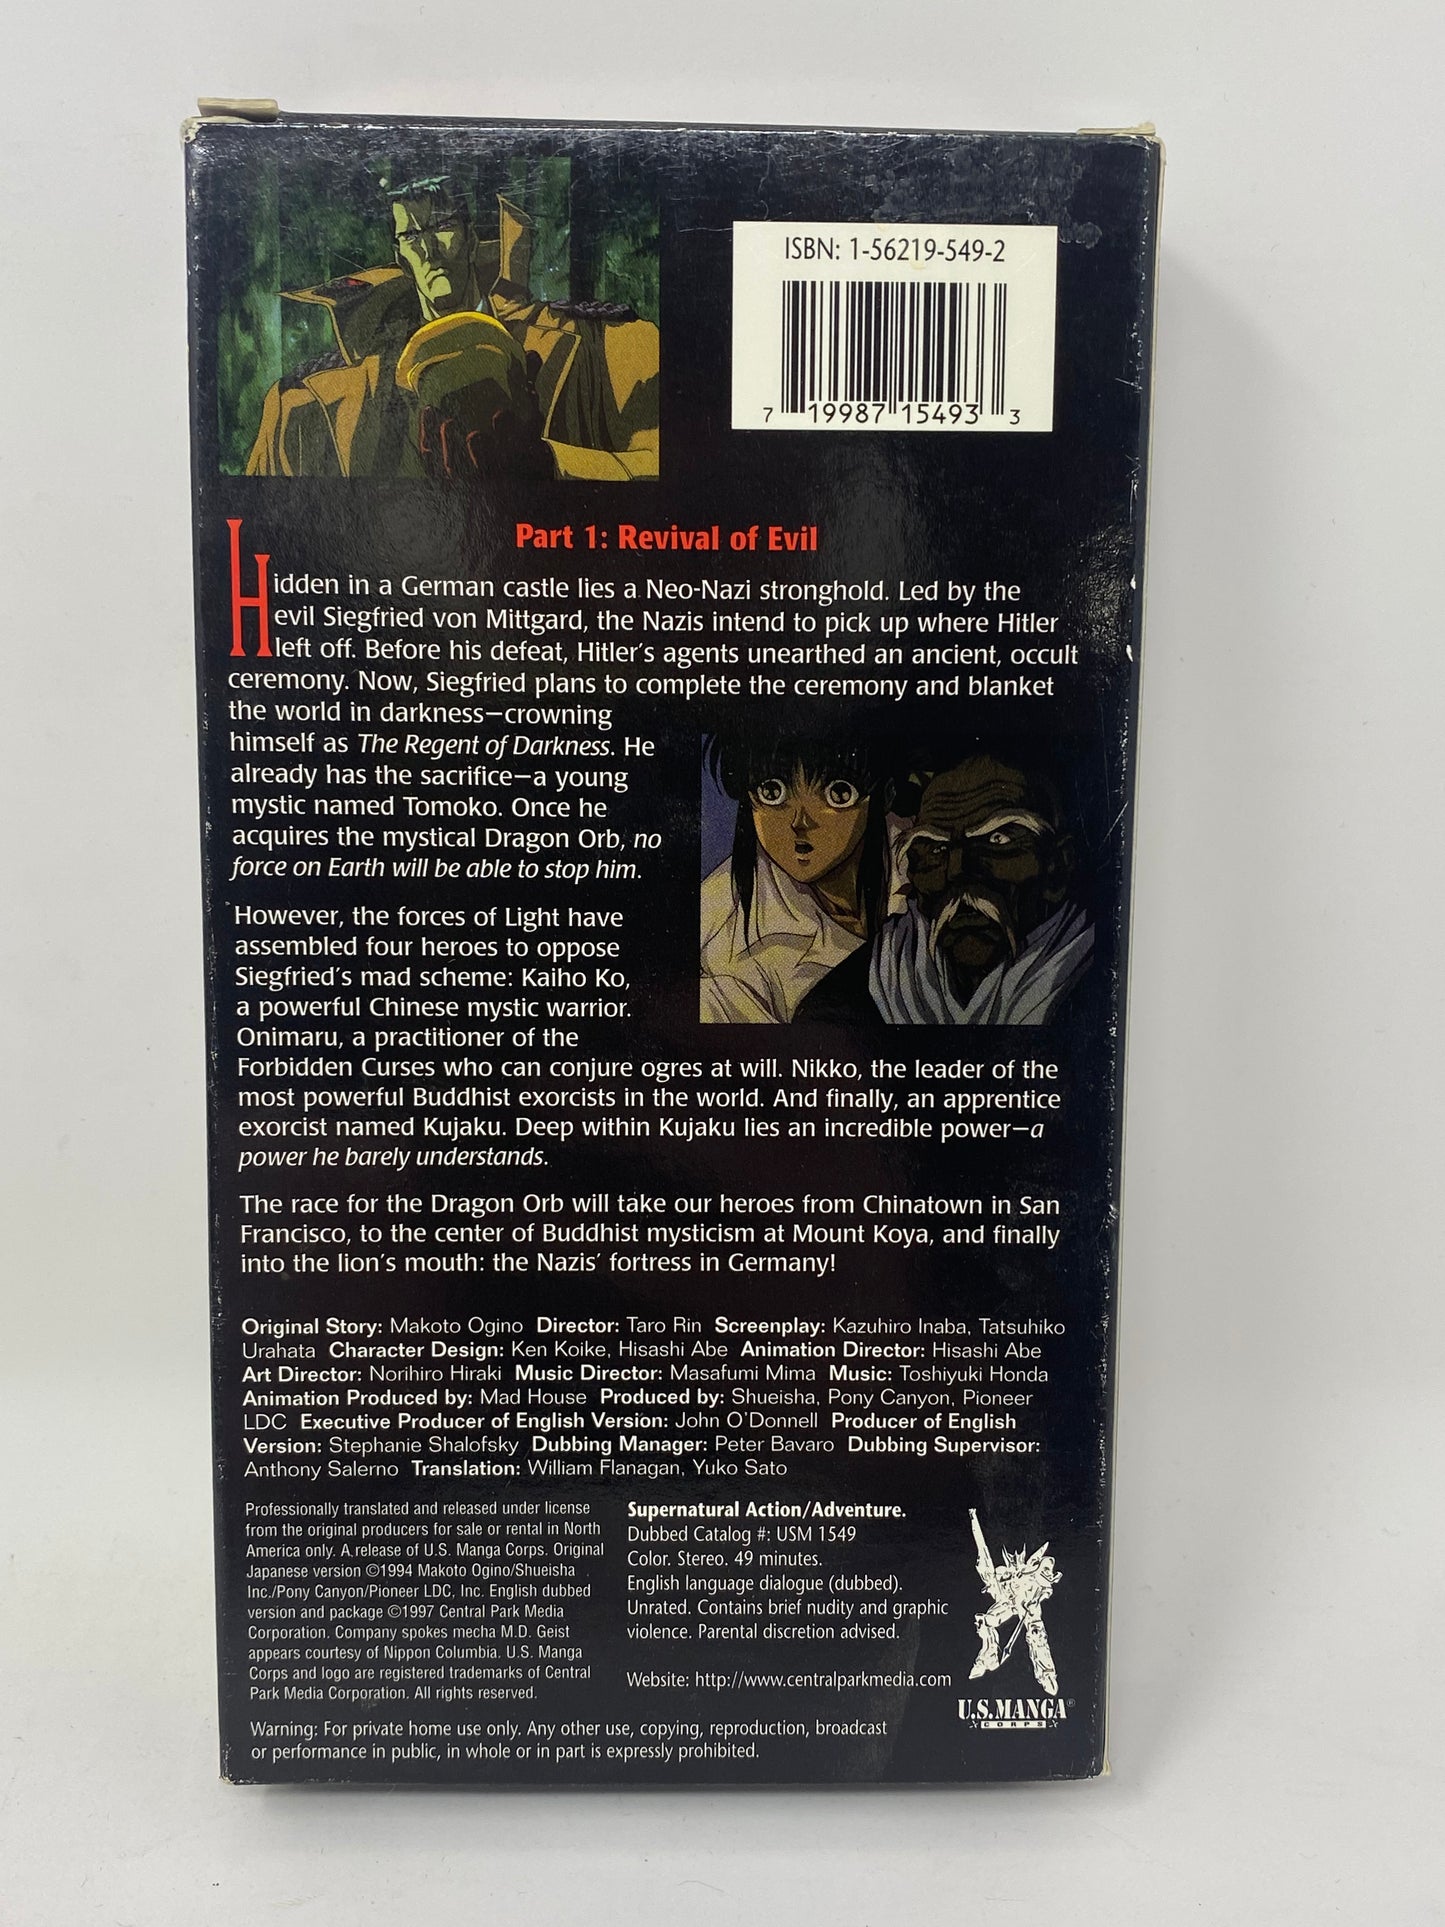 ISBN: 1-56219-549-2
7 19987 15493 3
Part 1: Revival of Evil
Hidden in a German castle lies a Neo-Nazi stronghold. Led by the
evil Siegfried von Mittgard, the Nazis intend to pick up where Hitler
left off. Before his defeat, Hitler's agents unearthed an ancient, occult
ceremony. Now, Siegfried plans to complete the ceremony and blanket
the world in darkness—crowning
himself as The Regent of Darkness. He
already has the sacrifice—a young
mystic named Tomoko. Once he
acquires the mystical Dragon Orb, no
force on Earth will be able to stop him.
However, the forces of Light have
assembled four heroes to oppose
Siegfried's mad scheme: Kaiho Ko,
a powerful Chinese mystic warrior.
Onimaru, a practitioner of the
Forbidden Curses who can conjure ogres at will. Nikko, the leader of the
most powerful Buddhist exorcists in the world. And finally, an apprentice
exorcist named Kujaku. Deep within Kujaku lies an incredible power—a
power he barely understands.
The race for the Dragon Orb will take our heroes from Chinatown in San
Francisco, to the center of Buddhist mysticism at Mount Koya, and finally
into the lion's mouth: the Nazis' fortress in Germany!
Original Story: Makoto Ogino Director: Taro Rin Screenplay: Kazuhiro Inaba, Tatsuhiko
Urahata Character Design: Ken Koike, Hisashi Abe Animation Director: Hisashi Abe
Art Director: Norihiro Hiraki Music Director: Masafumi Mima Music: Toshiyuki Honda
Animation Produced by: Mad House Produced by: Shueisha, Pony Canyon, Pioneer
LDC Executive Producer of English Version: John O'Donnell Producer of English
Version: Stephanie Shalofsky Dubbing Manager: Peter Bavaro Dubbing Supervisor:
Anthony Salerno Translation: William Flanagan, Yuko Sato
Professionally translated and released under license
from the original producers for sale or rental in North
America only. A release of U.S. Manga Corps. Original
Japanese version ©1994 Makoto Ogino/Shueisha
Inc./Pony Canyon/Pioneer LDC, Inc. English dubbed
version and package ©1997 Central Park Media
Corporation. Company spokes mecha M.D. Geist
appears courtesy of Nippon Columbia. U.S. Manga
Corps and logo are registered trademarks of Central
Park Media Corporation. All rights reserved.
Supernatural Action/Adventure.
Dubbed Catalog #: USM 1549
Color. Stereo. 49 minutes.
English language dialogue (dubbed).
Unrated. Contains brief nudity and graphic
violence. Parental discretion advised.
Website: http://www.centralparkmedia.com
U.S.MANGA®
CORPS
Warning: For private home use only. Any other use, copying, reproduction, broadcast
or performance in public, in whole or in part is expressly prohibited.